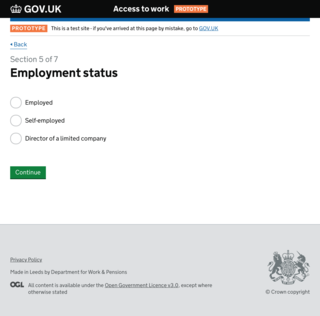 GOV.UK Access to work PROTOTYPE
PROTOTYPE This is a test site - if you've arrived at this page by mistake, go to GOV.UK
Back
Section 5 of 7
Employment status
Employed
Self-employed
Director of a limited company
Continue
Privacy Policy
Made in Leeds by Department for Work & Pensions
OGL All content is available under the Open Government Licence v3.0, except where
otherwise stated
© Crown copyright